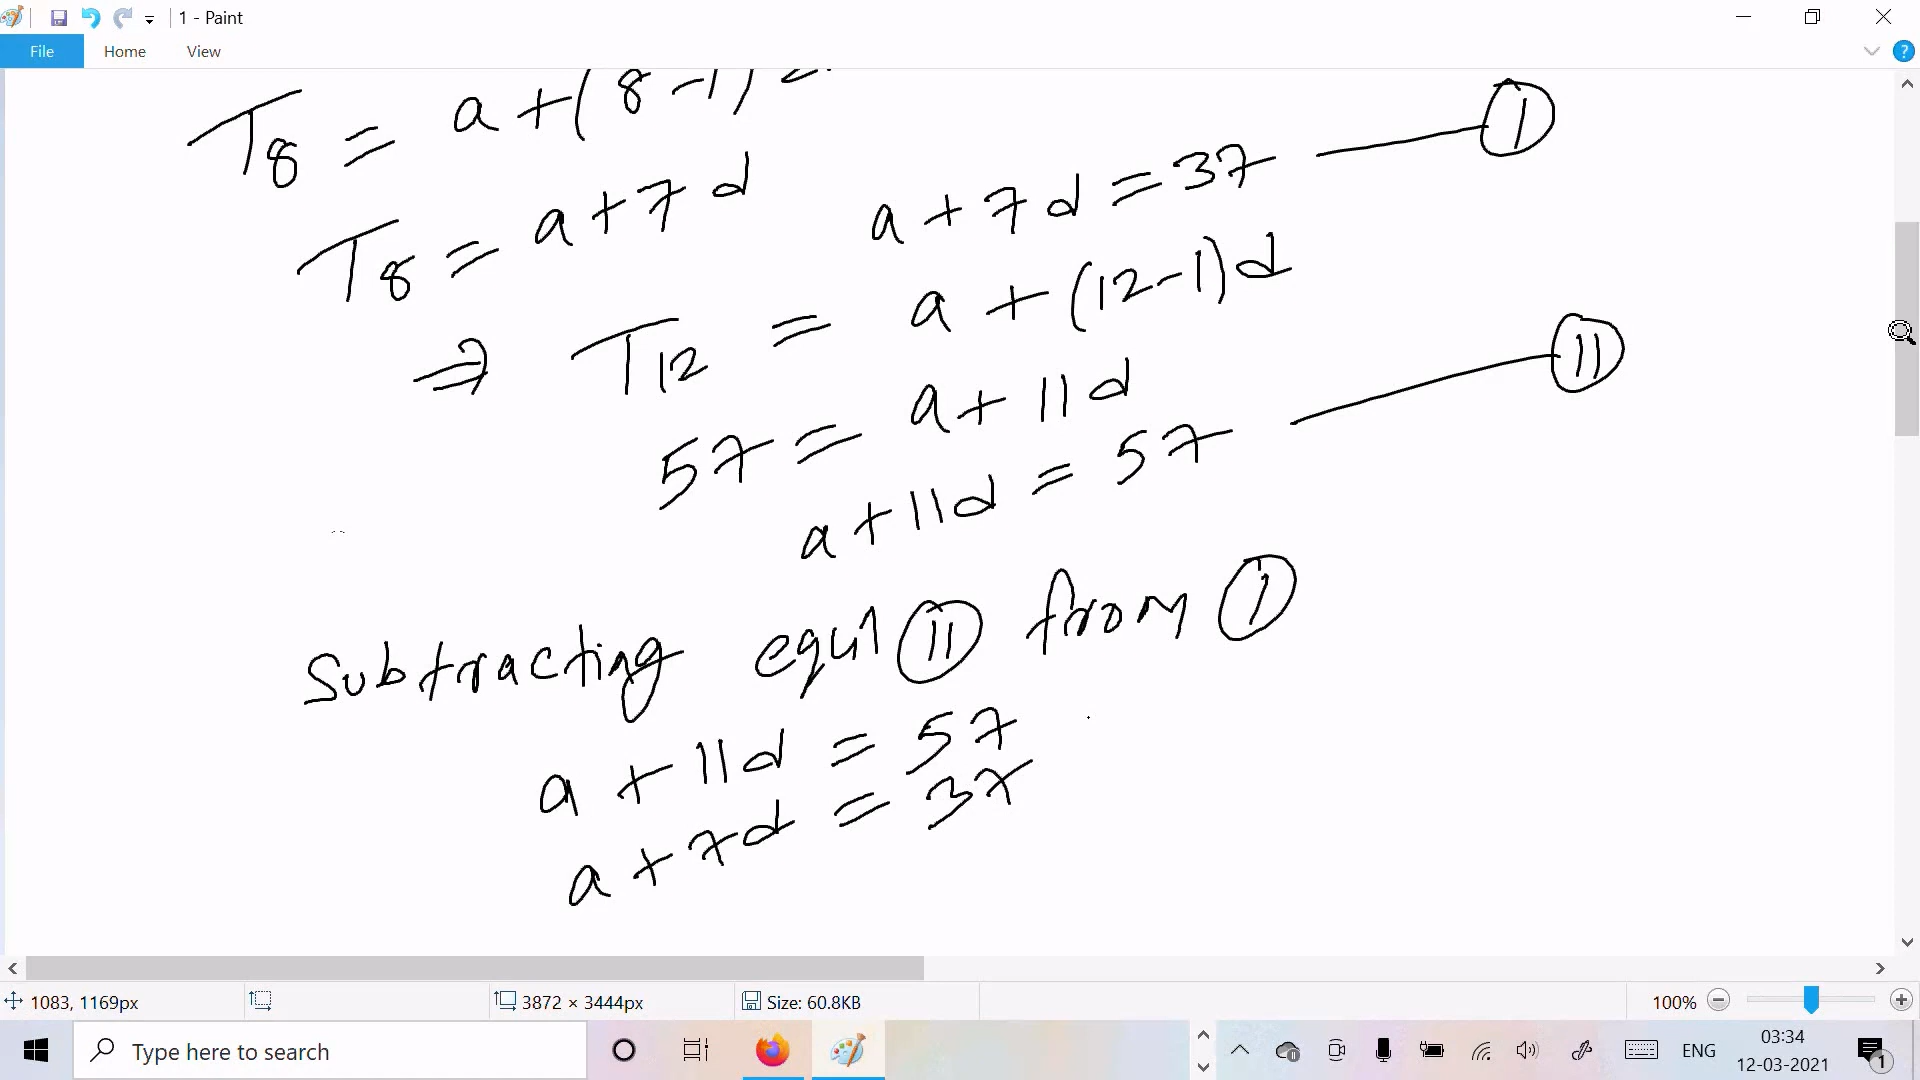 1 - Paint
File Home View
T8 = a + (8-1)
T8 = a + 7d
a + 7d = 37 — I
⇒ T12 = a + (12-1)d
57 = a + 11d
a + 11d = 57 — II
Subtracting equ1 II from I
a + 11d = 57
a + 7d = 37
1083, 1169px 3872 × 3444px Size: 60.8KB 100%
Type here to search
ENG 03:34
12-03-2021
1